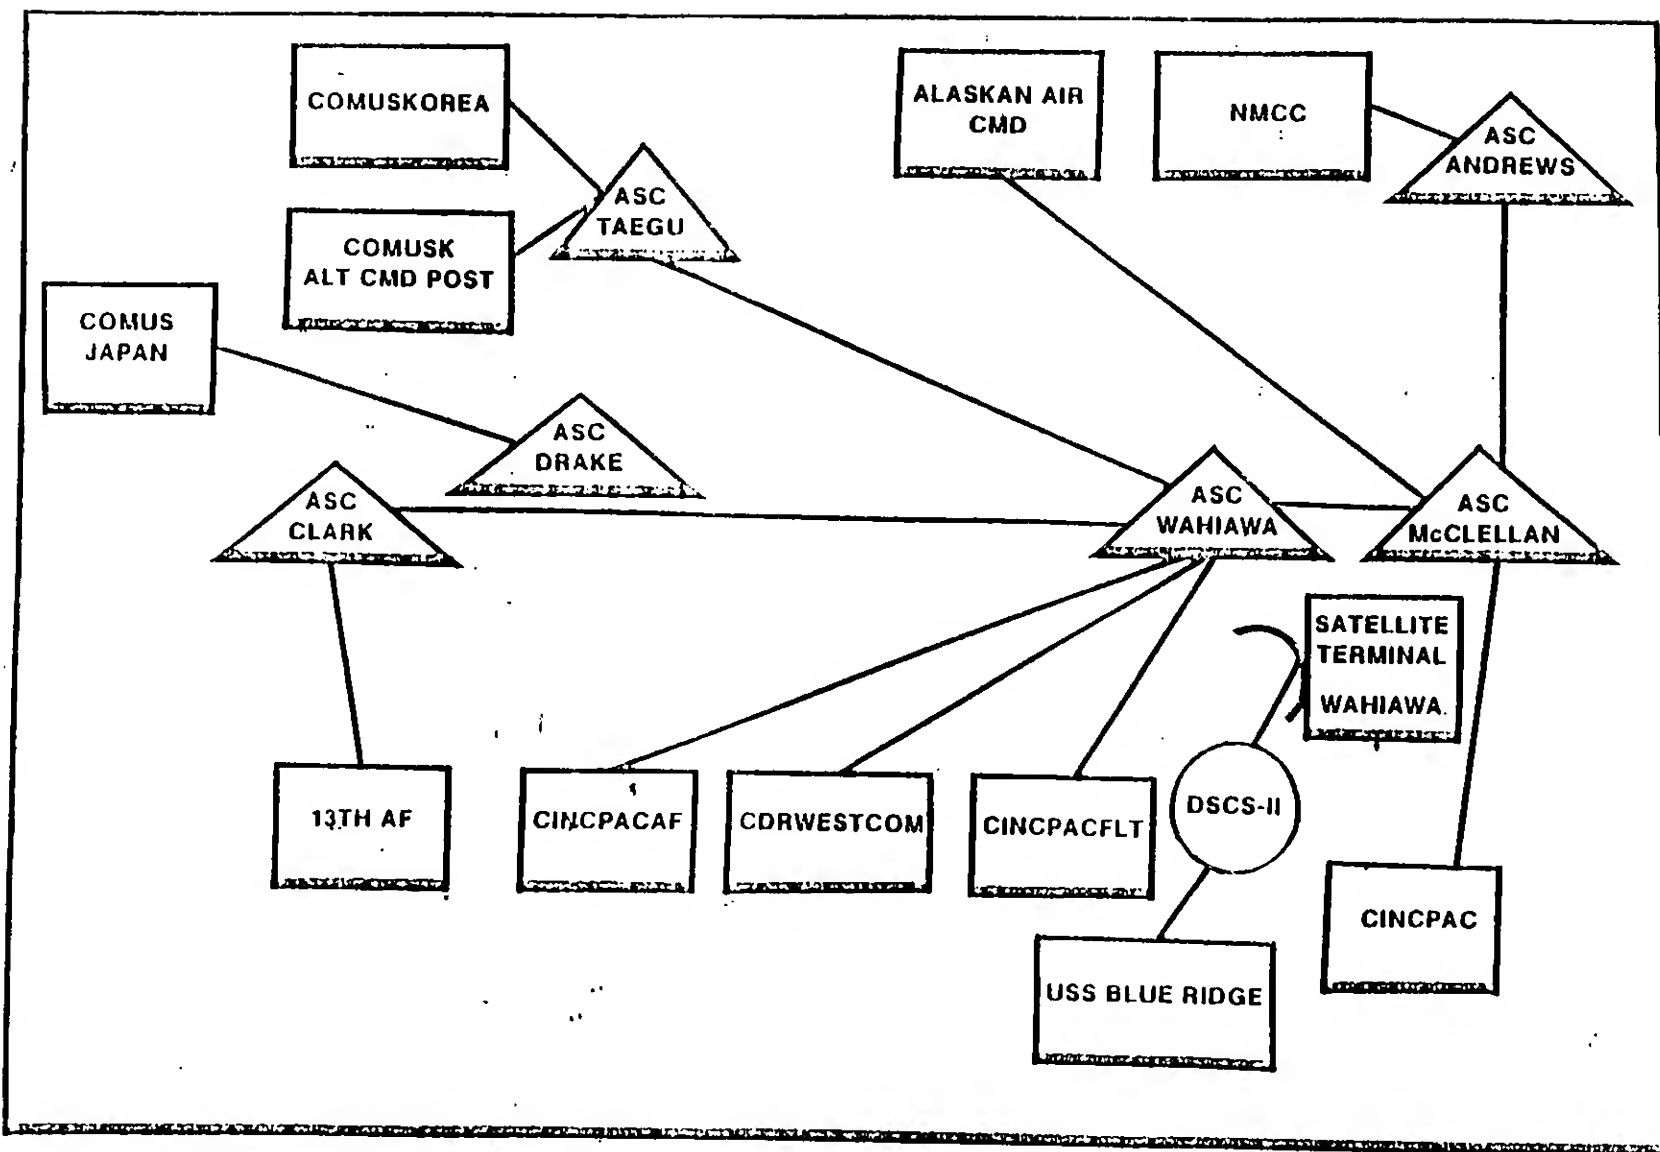 COMUSKOREA
ALASKAN AIR
CMD
NMCC
ASC
ANDREWS
ASC
TAEGU
COMUSK
ALT CMD POST
COMUS
JAPAN
ASC
DRAKE
ASC
CLARK
ASC
WAHIAWA
ASC
McCLELLAN
SATELLITE
TERMINAL
WAHIAWA
13TH AF
CINCPACAF
CDRWESTCOM
CINCPACFLT
DSCS-II
CINCPAC
USS BLUE RIDGE